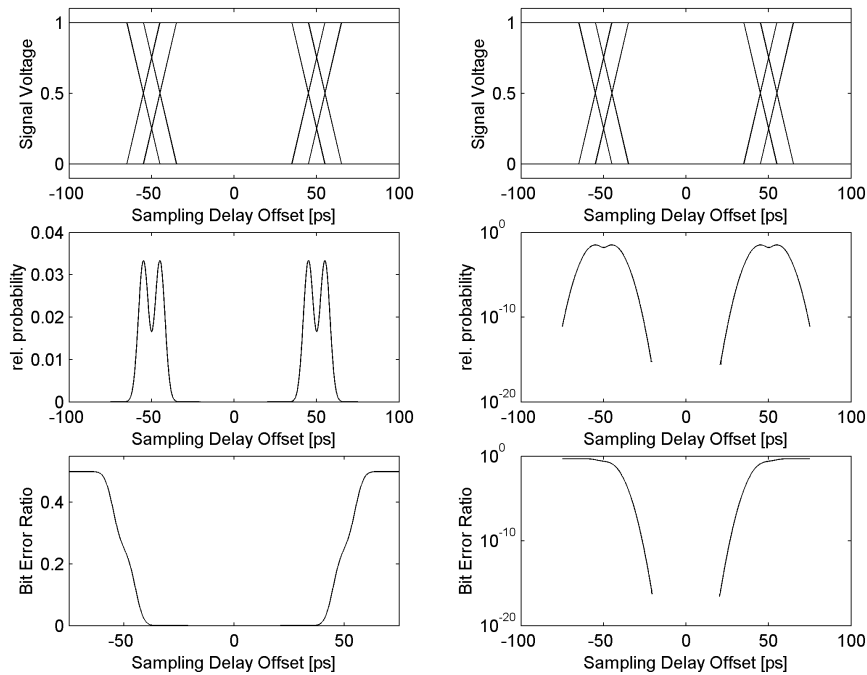 1
0.5
0
Signal Voltage
-100 -50 0 50 100
Sampling Delay Offset [ps]
1
0.5
0
Signal Voltage
-100 -50 0 50 100
Sampling Delay Offset [ps]
0.04
0.03
0.02
0.01
0
rel. probability
-100 -50 0 50 100
Sampling Delay Offset [ps]
10^0
10^-10
10^-20
rel. probability
-100 -50 0 50 100
Sampling Delay Offset [ps]
0.4
0.2
0
Bit Error Ratio
-50 0 50
Sampling Delay Offset [ps]
10^0
10^-10
10^-20
Bit Error Ratio
-100 -50 0 50 100
Sampling Delay Offset [ps]